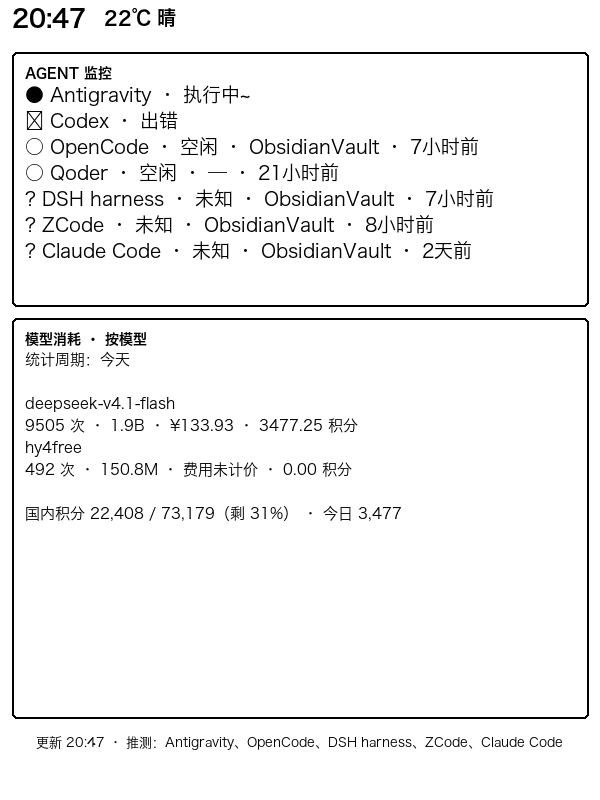 20:47 22℃ 晴
AGENT 监控
● Antigravity · 执行中~
☒ Codex · 出错
○ OpenCode · 空闲 · ObsidianVault · 7小时前
○ Qoder · 空闲 · — · 21小时前
? DSH harness · 未知 · ObsidianVault · 7小时前
? ZCode · 未知 · ObsidianVault · 8小时前
? Claude Code · 未知 · ObsidianVault · 2天前
模型消耗 · 按模型
统计周期: 今天
deepseek-v4.1-flash
9505 次 · 1.9B · ¥133.93 · 3477.25 积分
hy4free
492 次 · 150.8M · 费用未计价 · 0.00 积分
国内积分 22,408 / 73,179（剩 31%） · 今日 3,477
更新 20:47 · 推测: Antigravity、OpenCode、DSH harness、ZCode、Claude Code